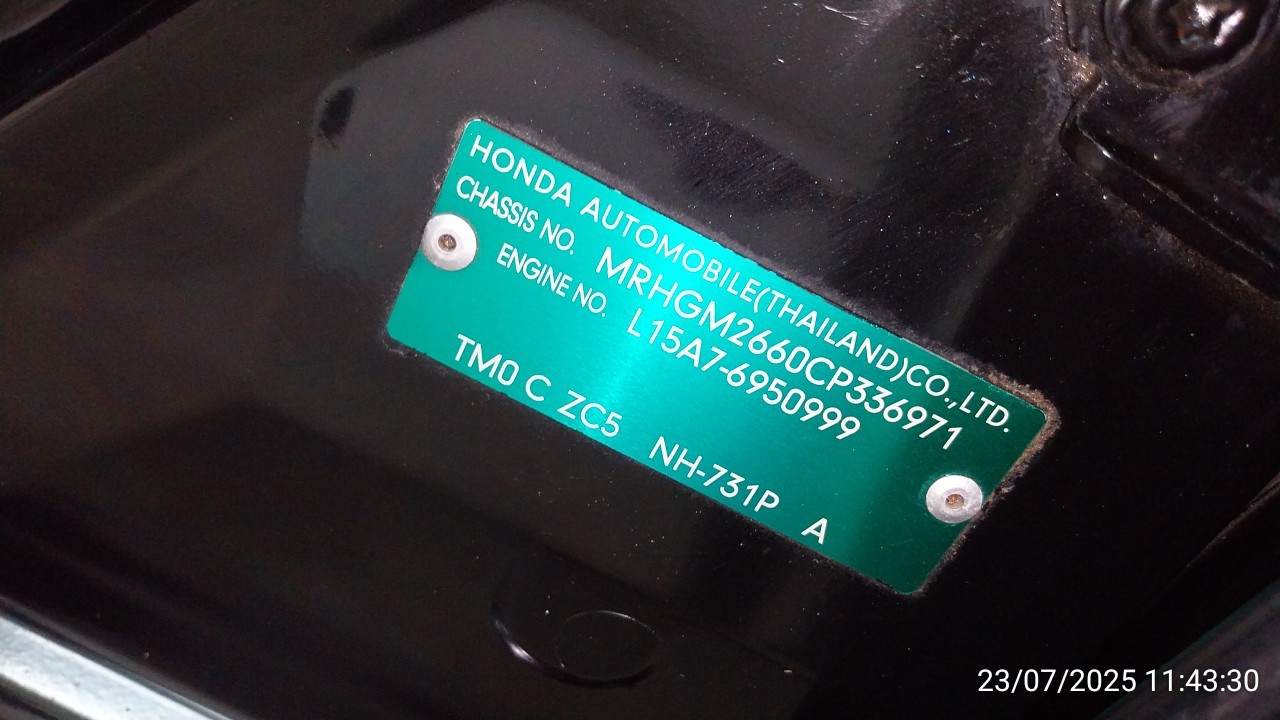 HONDA AUTOMOBILE(THAILAND)CO.,LTD.
CHASSIS NO. MRHGM2660CP336971
ENGINE NO. L15A7-6950999
TM0 C ZC5 NH-731P A
23/07/2025 11:43:30